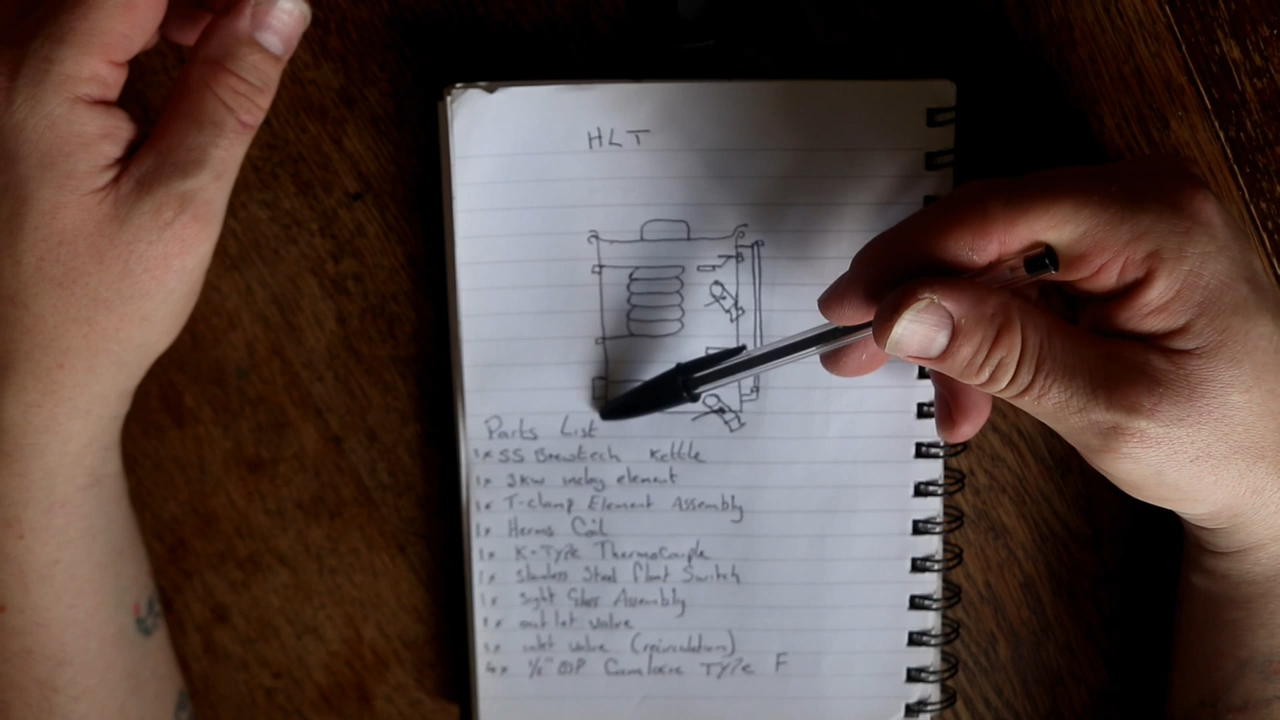 HLT
Parts List
1x SS Brewtech Kettle
1x 3kw incloy element
1x T-clamp Element Assembly
1x Herms Coil
1x K-Type Thermocouple
1x Stainless Steel Float Switch
1x Sight Glass Assembly
1x outlet valve
1x inlet valve (recirculation)
4x 1/2" BSP Camlock Type F